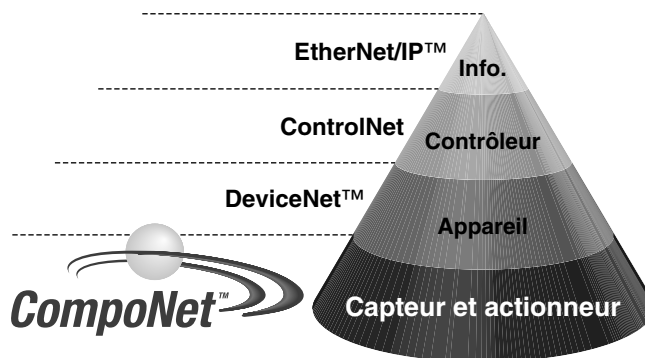 EtherNet/IP™
Info.
ControlNet
Contrôleur
DeviceNet™
Appareil
CompoNet™
Capteur et actionneur